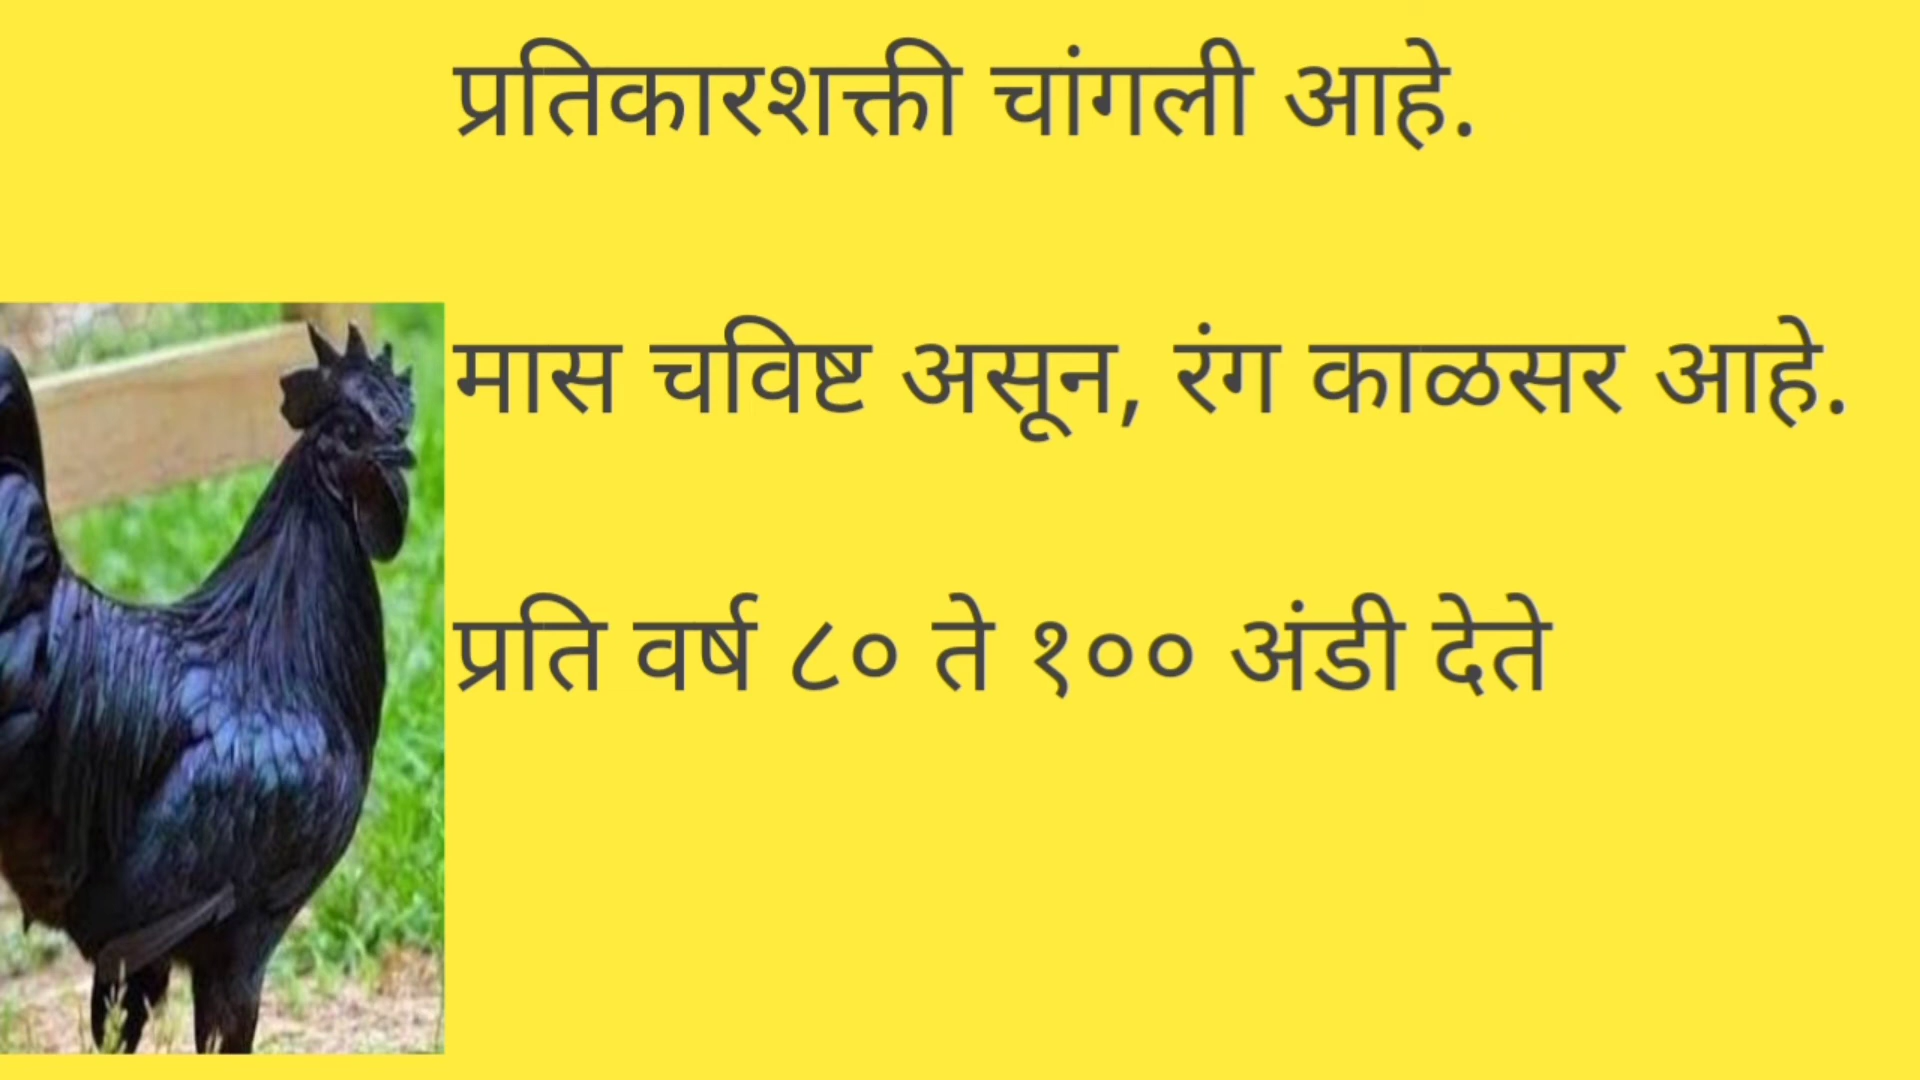 प्रतिकारशक्ती चांगली आहे.
मास चविष्ट असून, रंग काळसर आहे.
प्रति वर्ष ८० ते १०० अंडी देते